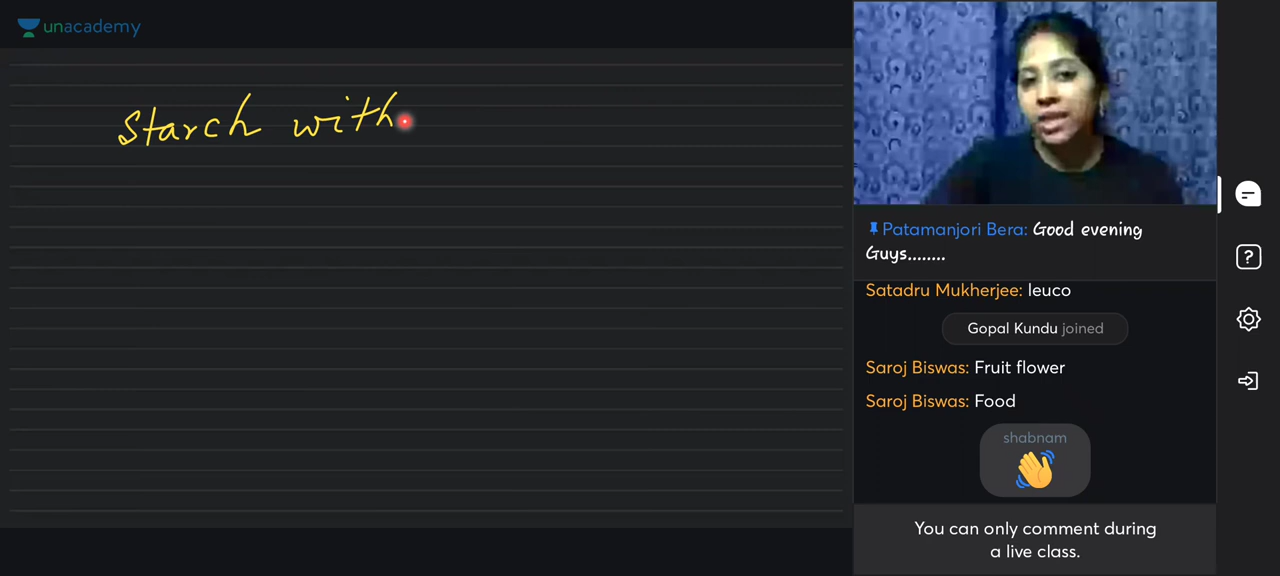 unacademy
Starch with
Patamanjori Bera: Good evening
Guys........
Satadru Mukherjee: leuco
Gopal Kundu joined
Saroj Biswas: Fruit flower
Saroj Biswas: Food
shabnam
You can only comment during
a live class.
?